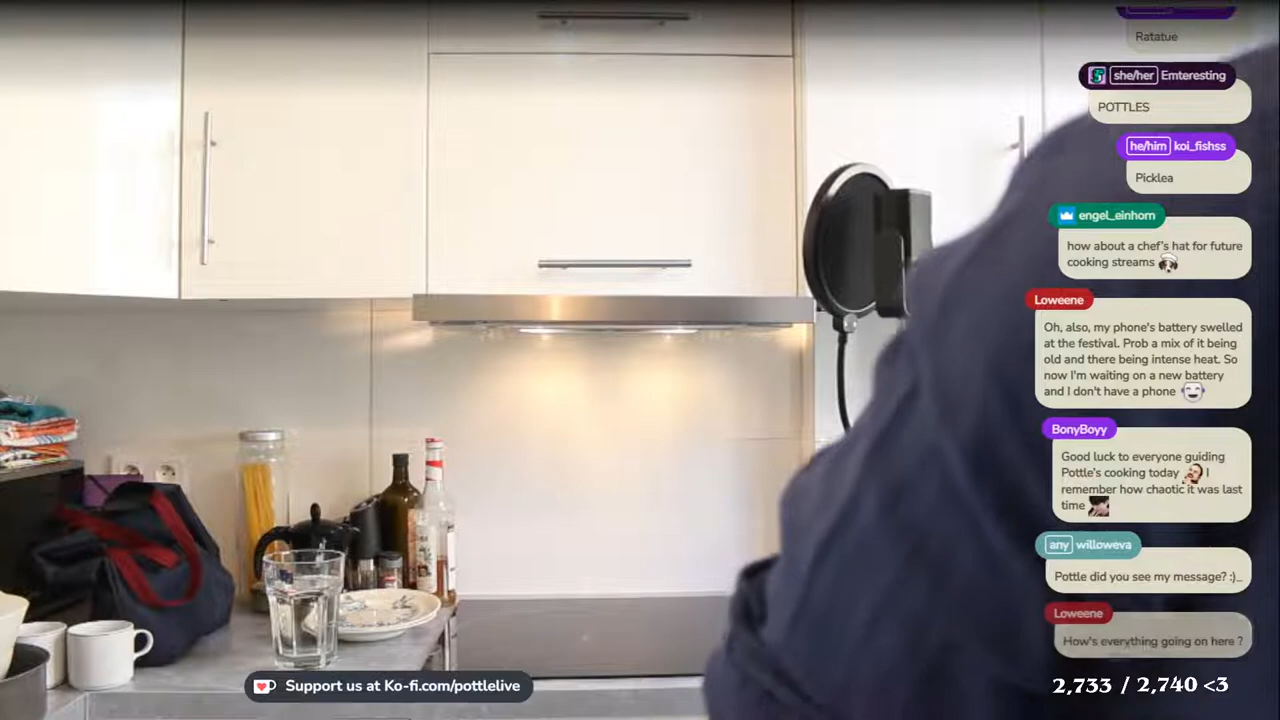 Ratatue
she/her Emteresting
POTTLES
he/him koi_fishss
Picklea
engel_einhorn
how about a chef's hat for future
cooking streams
Loweene
Oh, also, my phone's battery swelled
at the festival. Prob a mix of it being
old and there being intense heat. So
now I'm waiting on a new battery
and I don't have a phone
BonyBoyy
Good luck to everyone guiding
Pottle's cooking today I
remember how chaotic it was last
time
any willoweva
Pottle did you see my message? :)..
Loweene
How's everything going on here ?
Support us at Ko-fi.com/pottlelive
2,733 / 2,740 <3